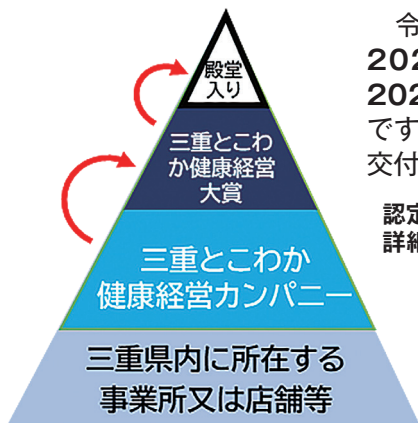 殿堂
入り
三重とこわ
か健康経営
大賞
三重とこわか
健康経営カンパニー
三重県内に所在する
事業所又は店舗等
令
202
202
です
交付
認定
詳細